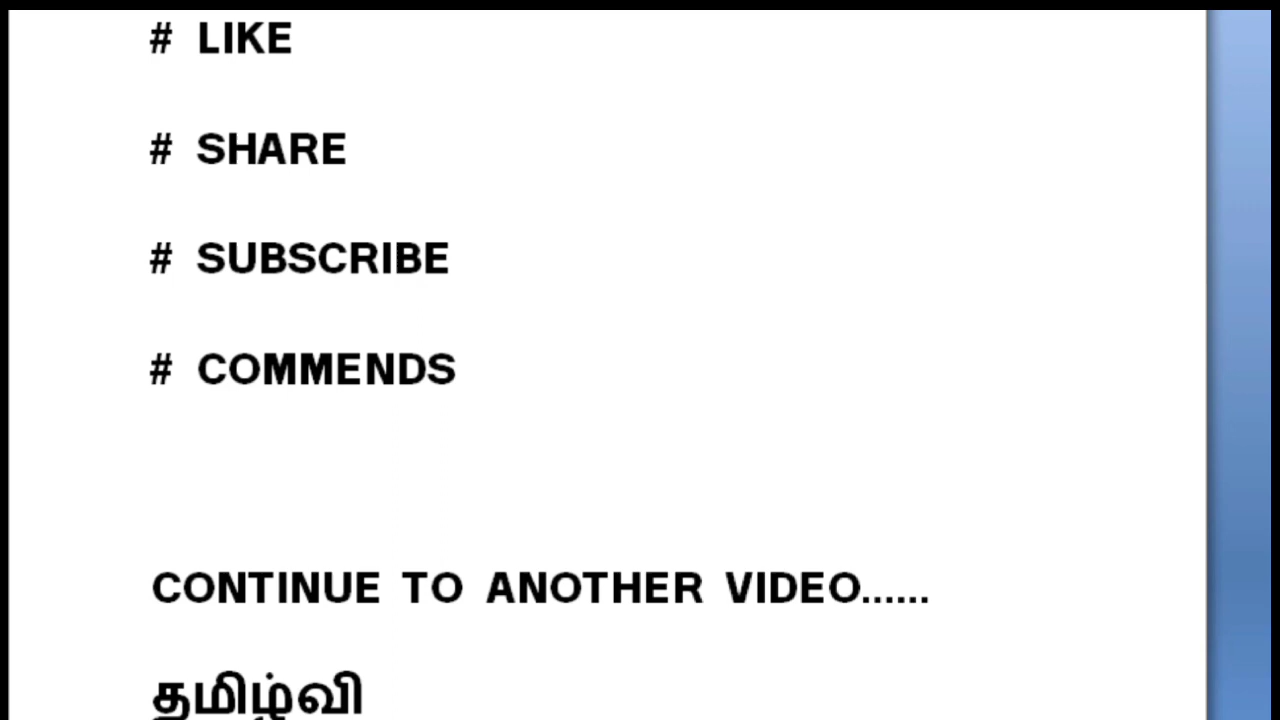 # LIKE
# SHARE
# SUBSCRIBE
# COMMENDS
CONTINUE TO ANOTHER VIDEO......
தமிழ்வி